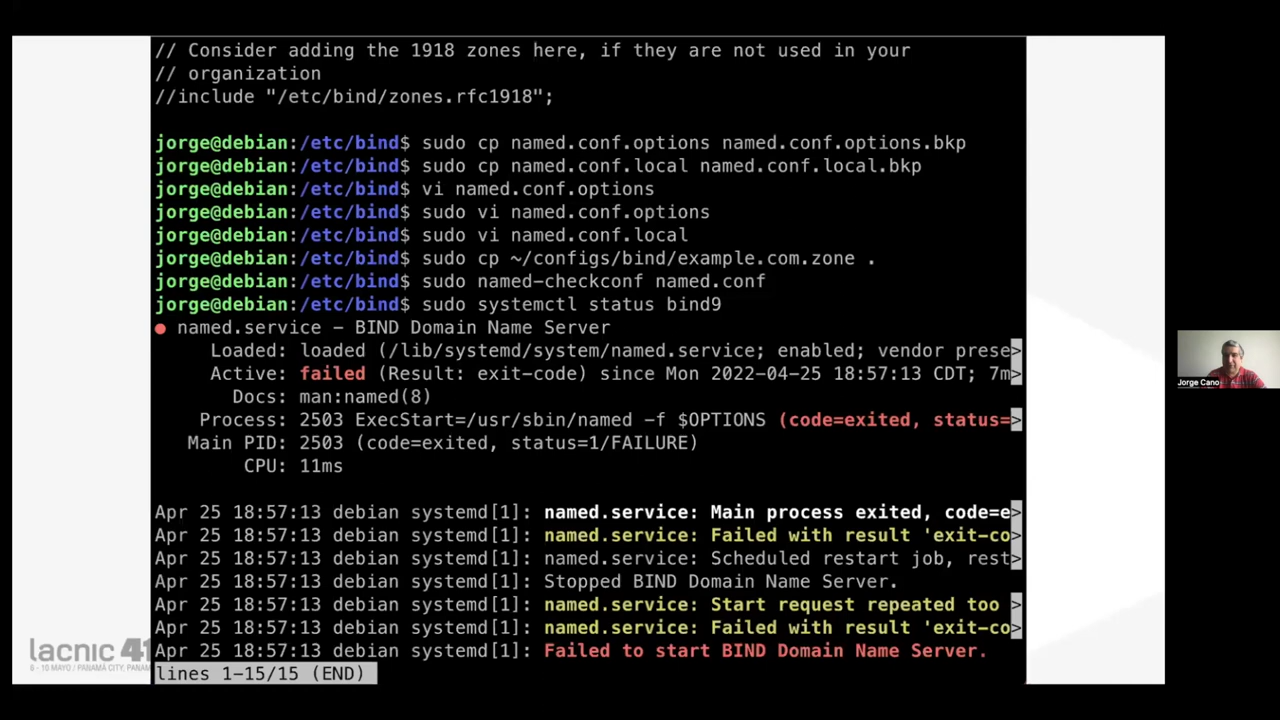 // Consider adding the 1918 zones here, if they are not used in your
// organization
//include "/etc/bind/zones.rfc1918";
jorge@debian:/etc/bind$ sudo cp named.conf.options named.conf.options.bkp
jorge@debian:/etc/bind$ sudo cp named.conf.local named.conf.local.bkp
jorge@debian:/etc/bind$ vi named.conf.options
jorge@debian:/etc/bind$ sudo vi named.conf.options
jorge@debian:/etc/bind$ sudo vi named.conf.local
jorge@debian:/etc/bind$ sudo cp ~/configs/bind/example.com.zone .
jorge@debian:/etc/bind$ sudo named-checkconf named.conf
jorge@debian:/etc/bind$ sudo systemctl status bind9
● named.service - BIND Domain Name Server
Loaded: loaded (/lib/systemd/system/named.service; enabled; vendor prese>
Active: failed (Result: exit-code) since Mon 2022-04-25 18:57:13 CDT; 7m>
Docs: man:named(8)
Process: 2503 ExecStart=/usr/sbin/named -f $OPTIONS (code=exited, status=>
Main PID: 2503 (code=exited, status=1/FAILURE)
CPU: 11ms
Apr 25 18:57:13 debian systemd[1]: named.service: Main process exited, code=e>
Apr 25 18:57:13 debian systemd[1]: named.service: Failed with result 'exit-co>
Apr 25 18:57:13 debian systemd[1]: named.service: Scheduled restart job, rest>
Apr 25 18:57:13 debian systemd[1]: Stopped BIND Domain Name Server.
Apr 25 18:57:13 debian systemd[1]: named.service: Start request repeated too >
Apr 25 18:57:13 debian systemd[1]: named.service: Failed with result 'exit-co>
Apr 25 18:57:13 debian systemd[1]: Failed to start BIND Domain Name Server.
lines 1-15/15 (END)
lacnic 41
6 - 10 MAYO / PANAMÁ CITY, PANAM
Jorge Cano